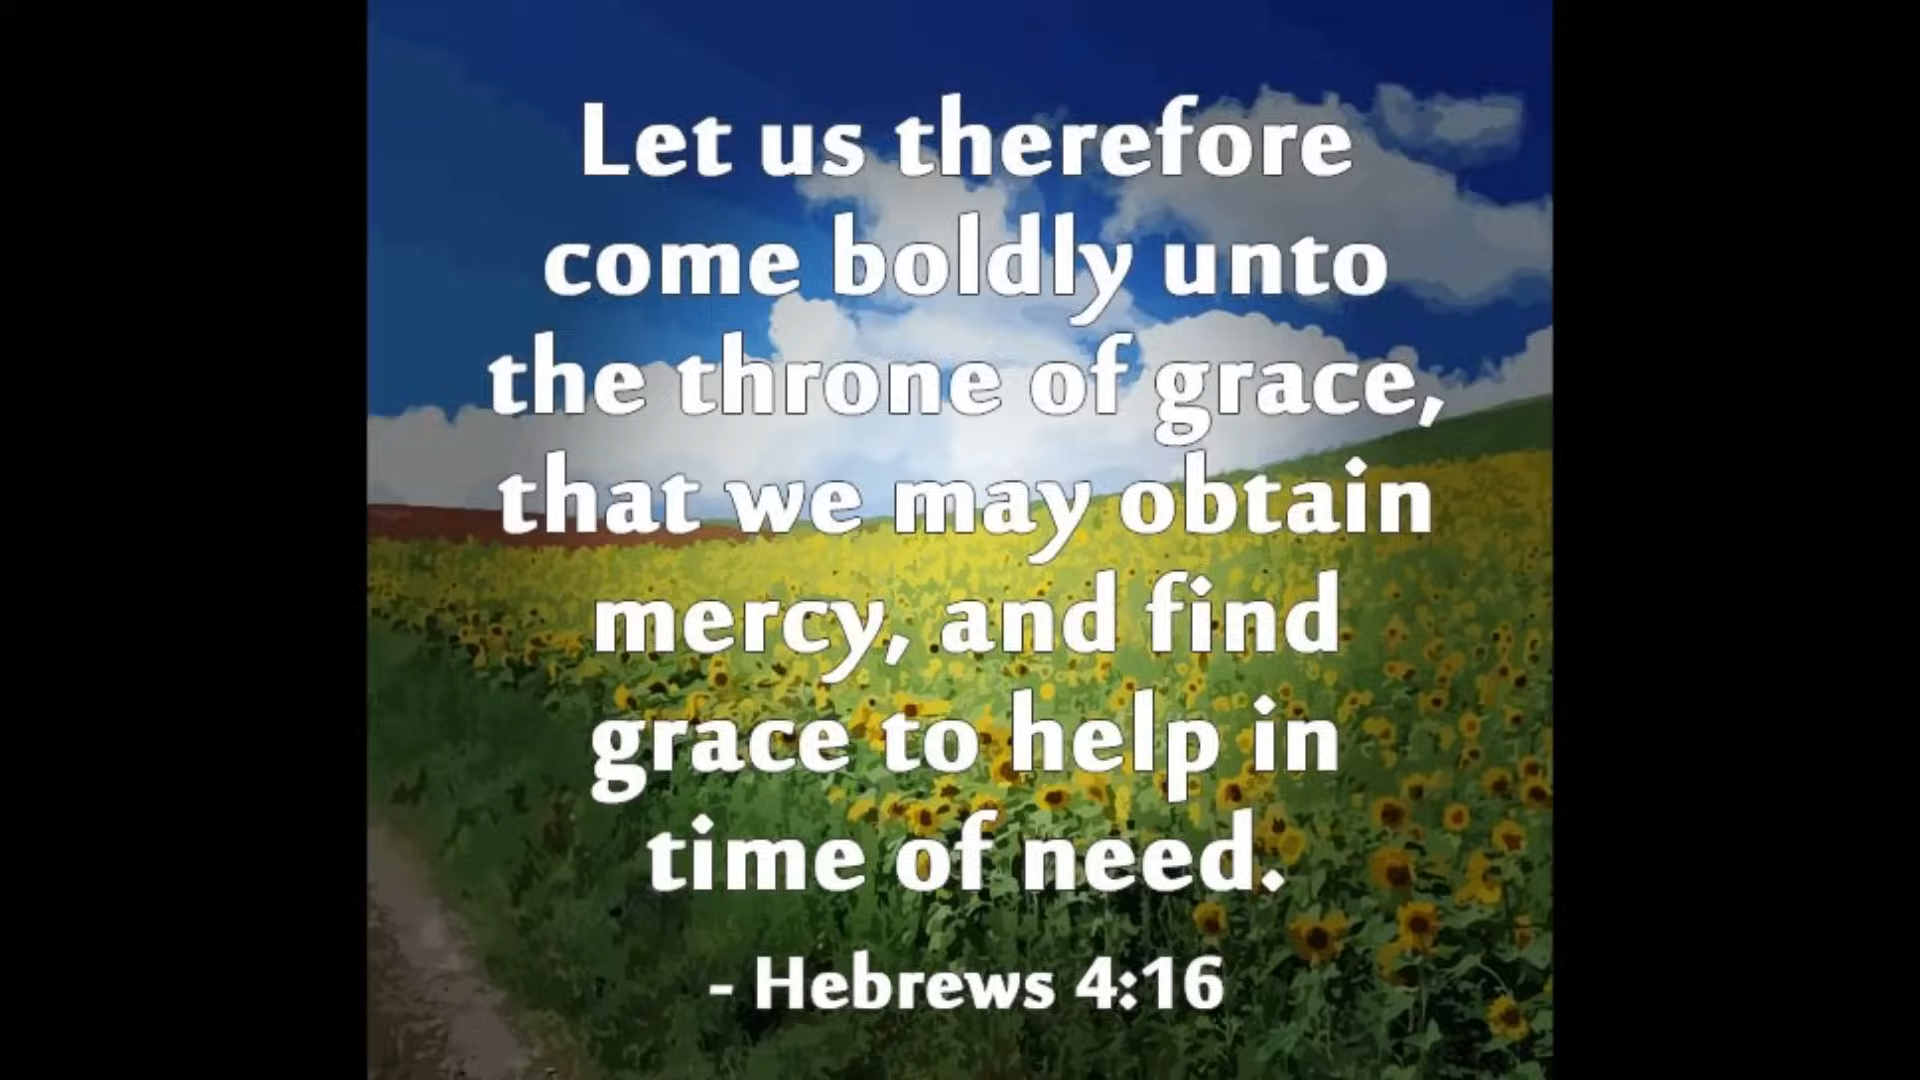 Let us therefore
come boldly unto
the throne of grace,
that we may obtain
mercy, and find
grace to help in
time of need.
- Hebrews 4:16